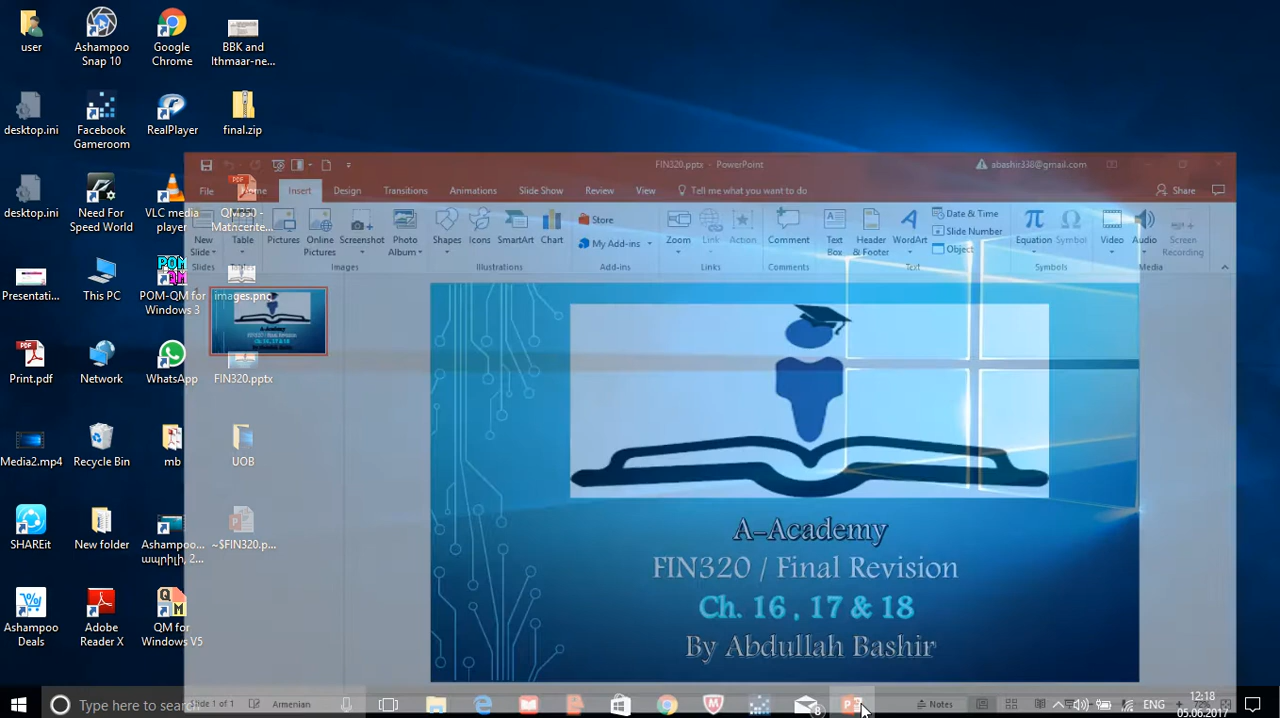 user
Ashampoo
Snap 10
Google
Chrome
BBK and
Ithmaar-ne...
desktop.ini
Facebook
Gameroom
RealPlayer
final.zip
desktop.ini
Need For
Speed World
VLC media
player
QM350 -
Mathcente...
Presentati...
This PC
POM-QM for
Windows 3
images.png
Print.pdf
Network
WhatsApp
FIN320.pptx
Media2.mp4
Recycle Bin
mb
UOB
SHAREit
New folder
Ashampoo...
ապրիլի, 2...
~$FIN320.p...
Ashampoo
Deals
Adobe
Reader X
QM for
Windows V5
FIN320.pptx - PowerPoint
abashir338@gmail.com
File Home Insert Design Transitions Animations Slide Show Review View Tell me what you want to do Share
New
Slide
Slides
Table
Tables
Pictures
Online
Pictures
Screenshot
Photo
Album
Images
Shapes
Icons
SmartArt
Chart
Illustrations
Store
My Add-ins
Add-ins
Zoom
Link
Action
Links
Comment
Comments
Text
Box
Header
& Footer
WordArt
Date & Time
Slide Number
Object
Text
Equation
Symbol
Symbols
Video
Audio
Screen
Recording
Media
A-Academy
FIN320 / Final Revision
Ch. 16 , 17 & 18
By Abdullah Bashir
Type here to search
Slide 1 of 1
Armenian
8
Notes
ENG
12:18
05.06.2017